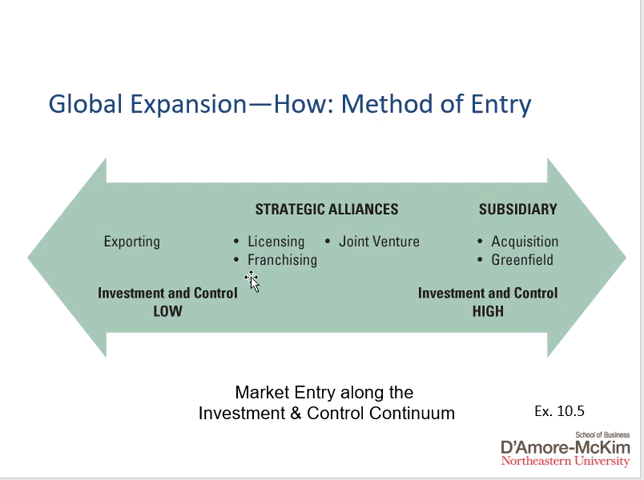 Global Expansion—How: Method of Entry
STRATEGIC ALLIANCES
SUBSIDIARY
Exporting
• Licensing
• Joint Venture
• Franchising
• Acquisition
• Greenfield
Investment and Control
LOW
Investment and Control
HIGH
Market Entry along the
Investment & Control Continuum
Ex. 10.5
School of Business
D'Amore-McKim
Northeastern University